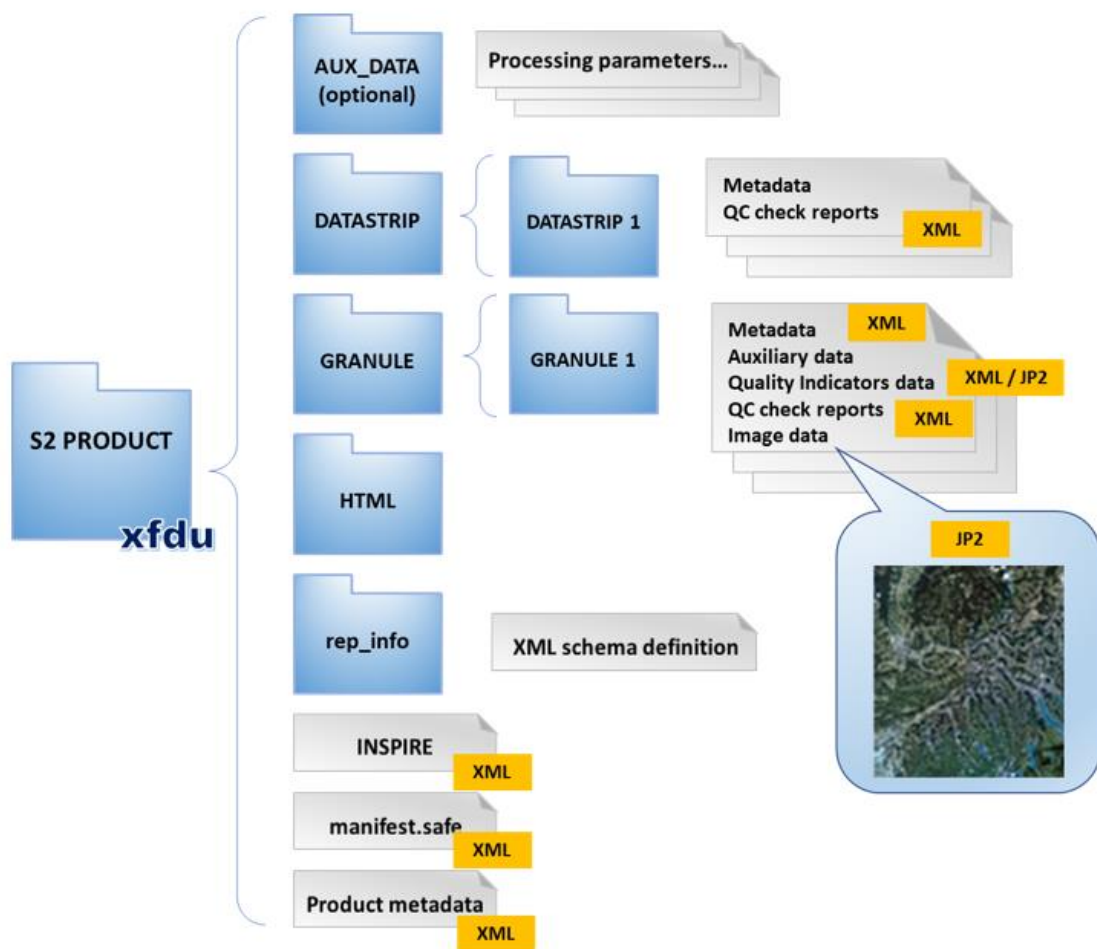 AUX_DATA
(optional)
Processing parameters...
DATASTRIP
DATASTRIP 1
Metadata
QC check reports
XML
GRANULE
GRANULE 1
Metadata
XML
Auxiliary data
Quality Indicators data
XML / JP2
QC check reports
XML
Image data
S2 PRODUCT
xfdu
HTML
JP2
rep_info
XML schema definition
INSPIRE
XML
manifest.safe
XML
Product metadata
XML